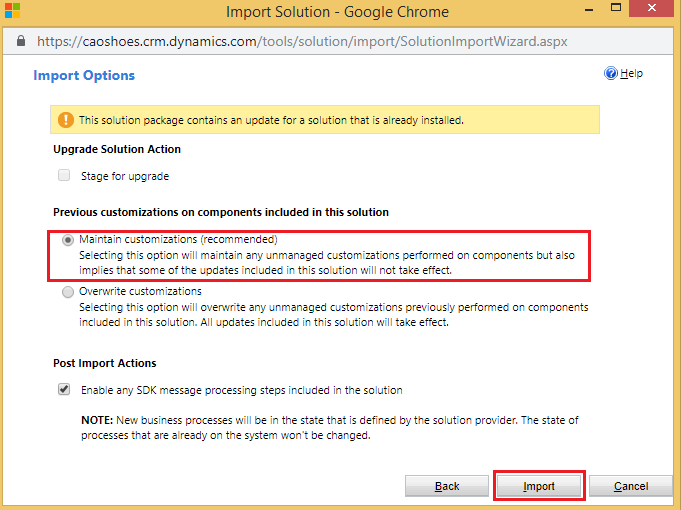 Import Solution - Google Chrome
https://caoshoes.crm.dynamics.com/tools/solution/import/SolutionImportWizard.aspx
Import Options
Help
This solution package contains an update for a solution that is already installed.
Upgrade Solution Action
Stage for upgrade
Previous customizations on components included in this solution
Maintain customizations (recommended)
Selecting this option will maintain any unmanaged customizations performed on components but also
implies that some of the updates included in this solution will not take effect.
Overwrite customizations
Selecting this option will overwrite any unmanaged customizations previously performed on components
included in this solution. All updates included in this solution will take effect.
Post Import Actions
Enable any SDK message processing steps included in the solution
NOTE: New business processes will be in the state that is defined by the solution provider. The state of
processes that are already on the system won't be changed.
Back Import Cancel